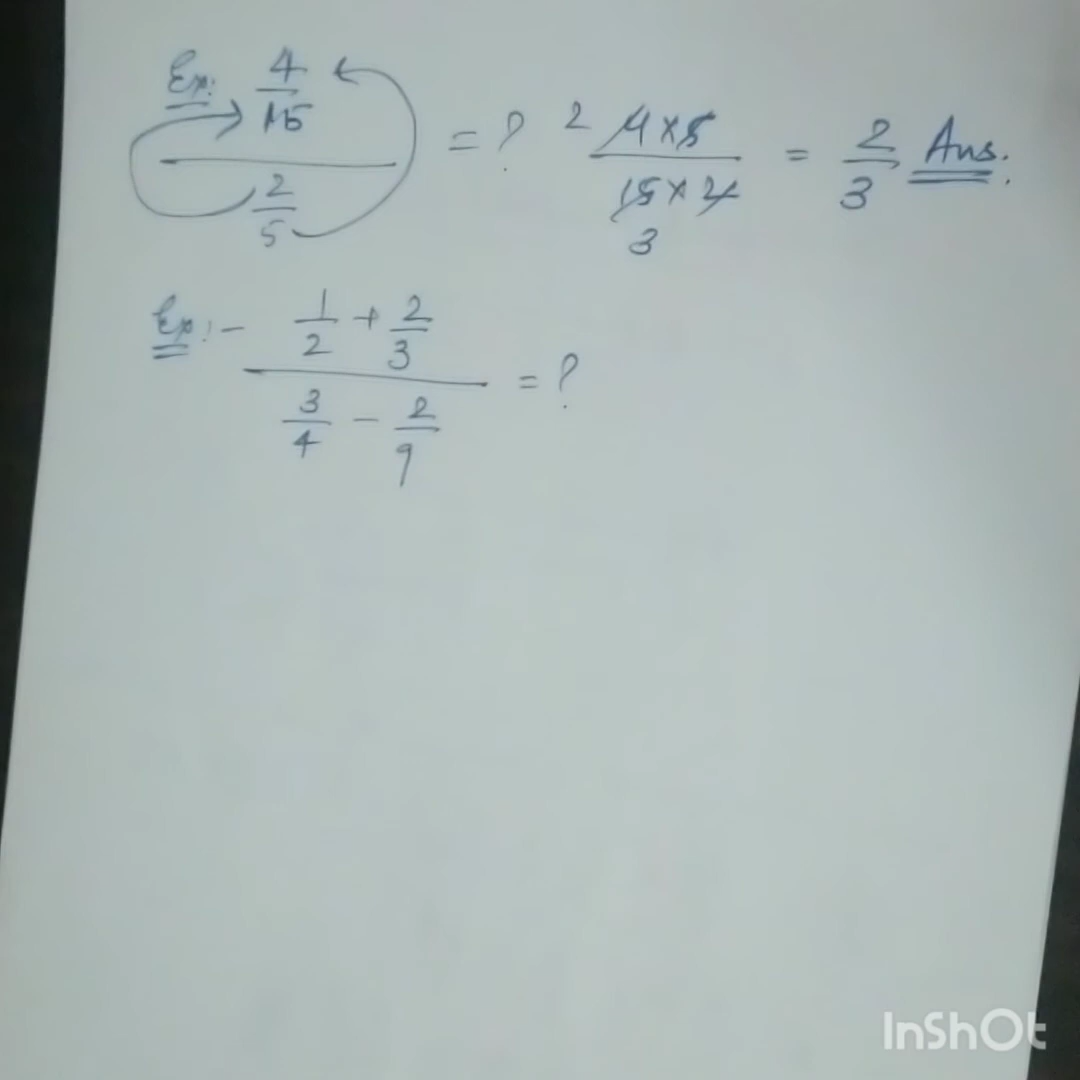 Ex: 4/15 / 2/5 = ? 2 4×5 / 15×2 3 = 2/3 Ans.
Ex:- 1/2 + 2/3 / 3/4 - 2/9 = ?
InShOt